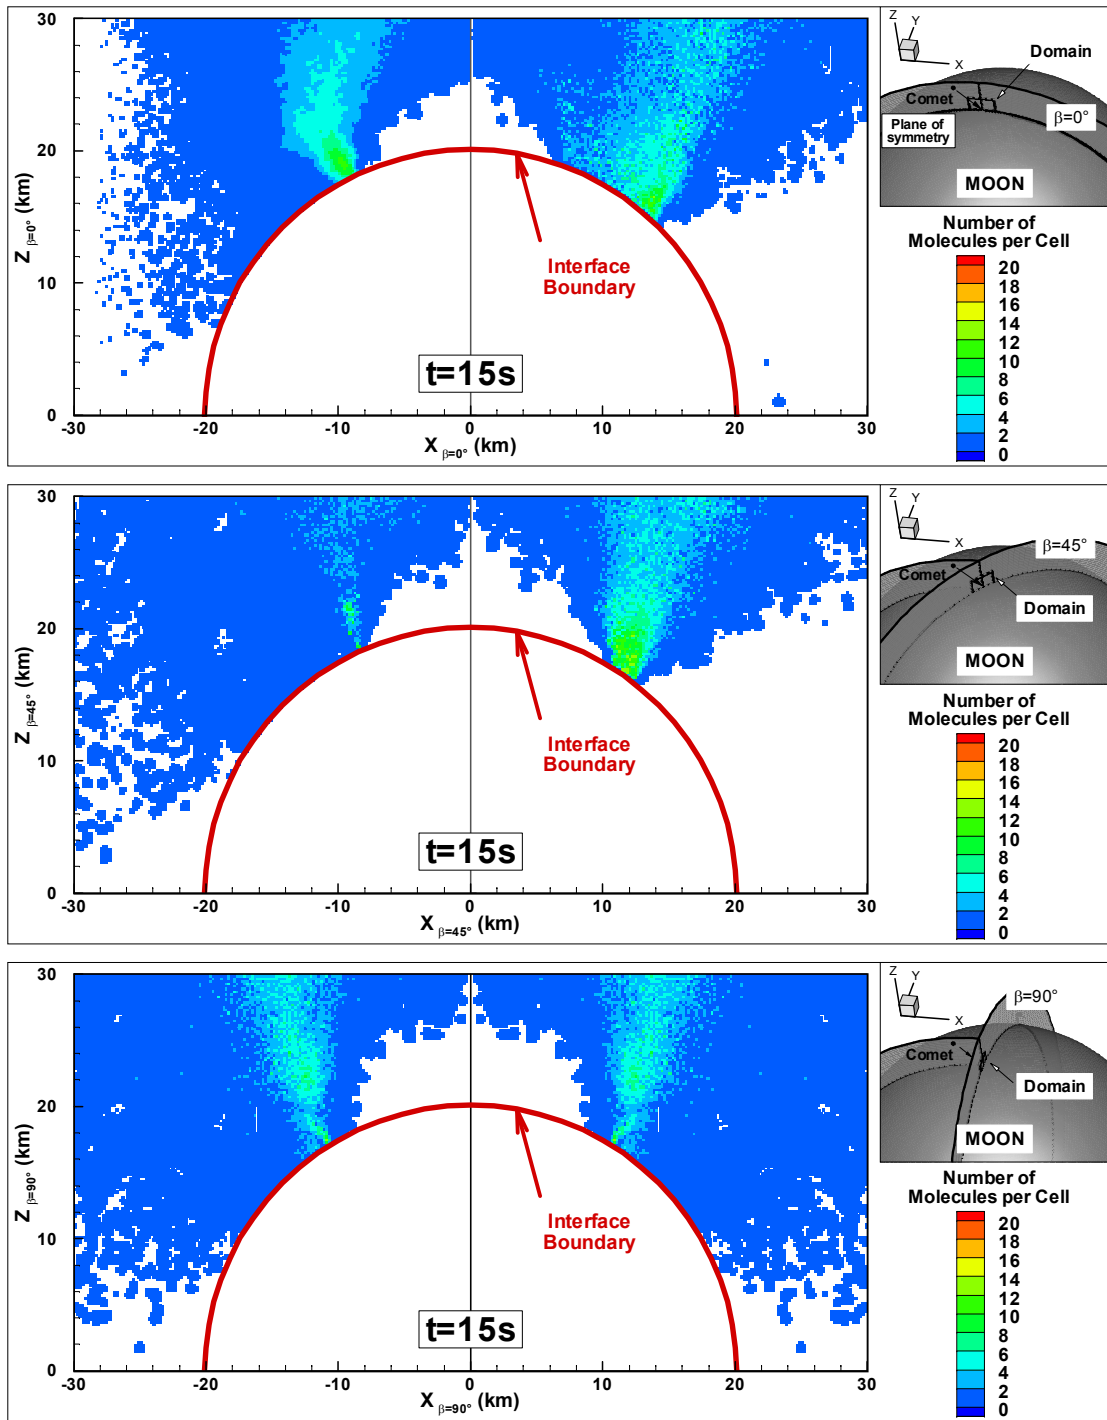 30
20
10
0
Z β=0° (km)
-30 -20 -10 0 10 20 30
X β=0° (km)
Interface
Boundary
t=15s
Z Y X
Domain
Comet
β=0°
Plane of
symmetry
MOON
Number of
Molecules per Cell
20
18
16
14
12
10
8
6
4
2
0
30
20
10
0
Z β=45° (km)
-30 -20 -10 0 10 20 30
X β=45° (km)
Interface
Boundary
t=15s
Z Y X
β=45°
Comet
Domain
MOON
Number of
Molecules per Cell
20
18
16
14
12
10
8
6
4
2
0
30
20
10
0
Z β=90° (km)
-30 -20 -10 0 10 20 30
X β=90° (km)
Interface
Boundary
t=15s
Z Y X
β=90°
Comet
Domain
MOON
Number of
Molecules per Cell
20
18
16
14
12
10
8
6
4
2
0